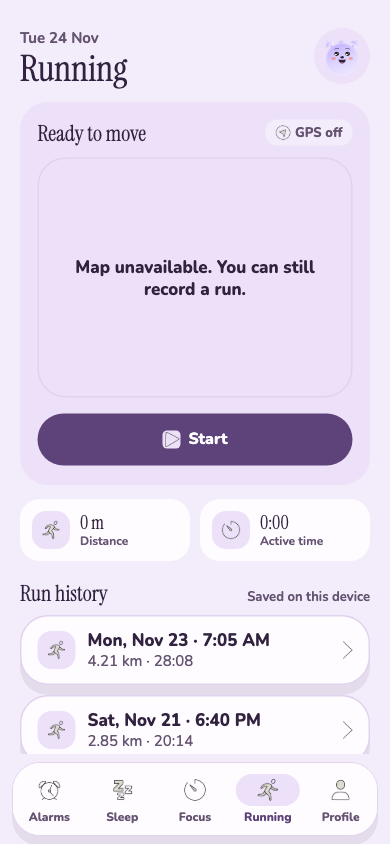 Tue 24 Nov
Running
Ready to move
GPS off
Map unavailable. You can still
record a run.
Start
0 m
Distance
0:00
Active time
Run history
Saved on this device
Mon, Nov 23 · 7:05 AM
4.21 km · 28:08
Sat, Nov 21 · 6:40 PM
2.85 km · 20:14
Alarms
Sleep
Focus
Running
Profile